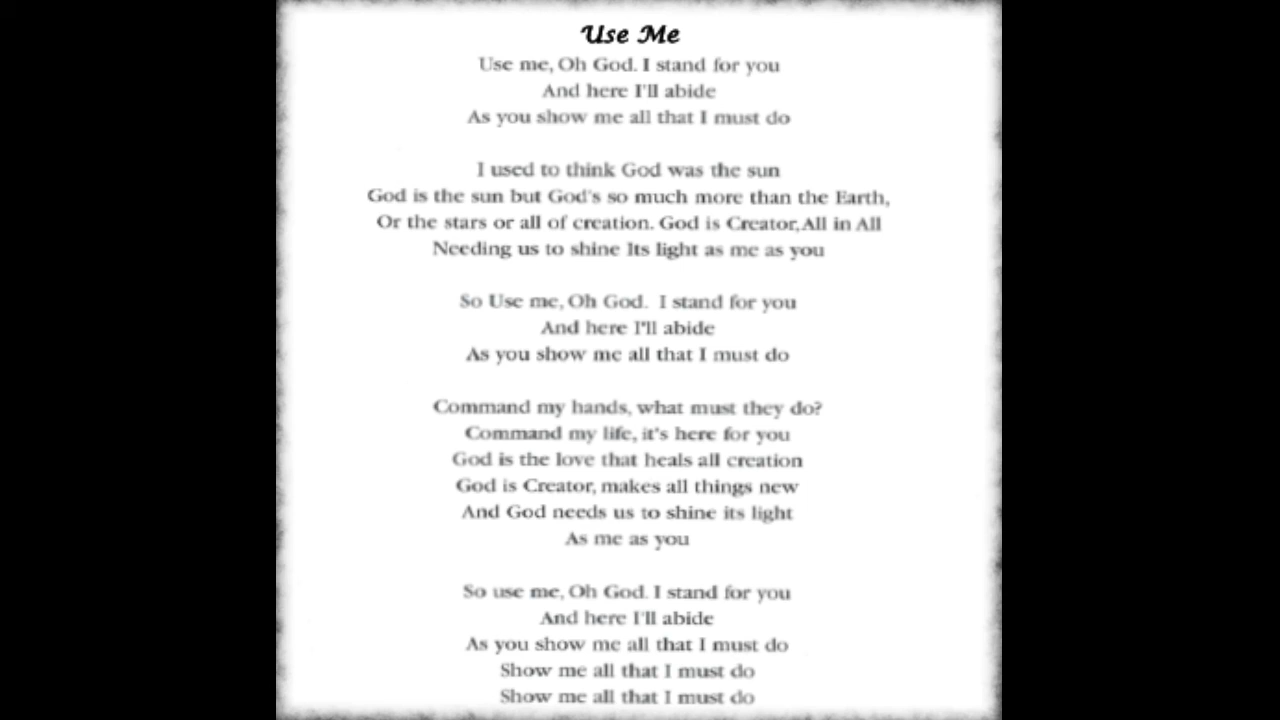 Use Me
Use me, Oh God. I stand for you
And here I'll abide
As you show me all that I must do
I used to think God was the sun
God is the sun but God's so much more than the Earth,
Or the stars or all of creation. God is Creator, All in All
Needing us to shine Its light as me as you
So Use me, Oh God. I stand for you
And here I'll abide
As you show me all that I must do
Command my hands, what must they do?
Command my life, it's here for you
God is the love that heals all creation
God is Creator, makes all things new
And God needs us to shine its light
As me as you
So use me, Oh God. I stand for you
And here I'll abide
As you show me all that I must do
Show me all that I must do
Show me all that I must do